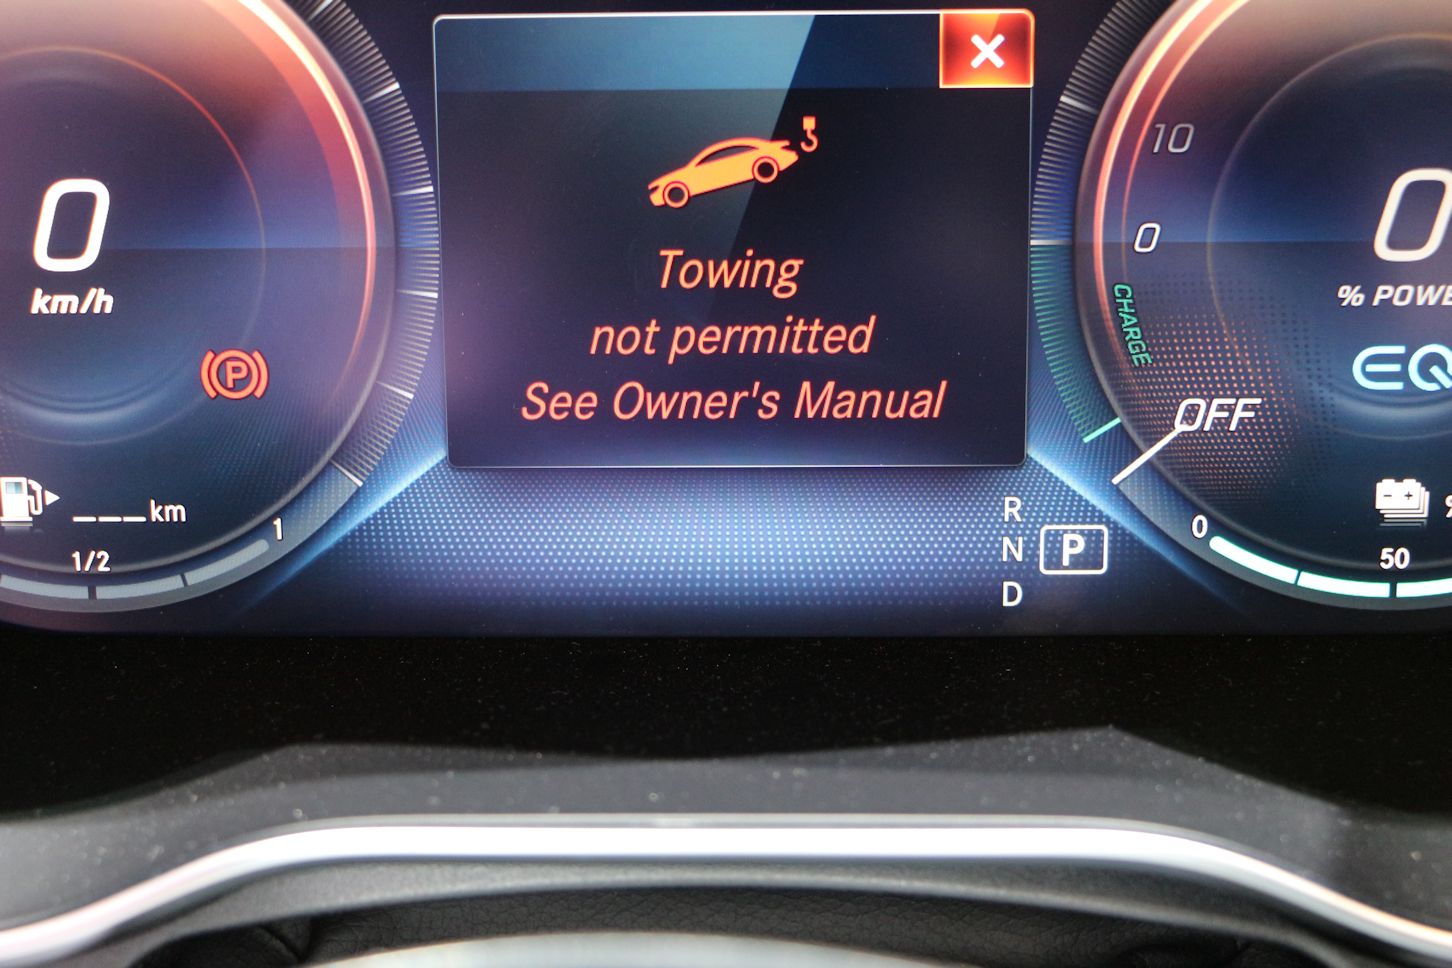 Towing
not permitted
See Owner's Manual
0
km/h
P
___km
1/2
1
R
N
P
D
10
0
CHARGE
OFF
0
% POWE
EQ
0
50
%